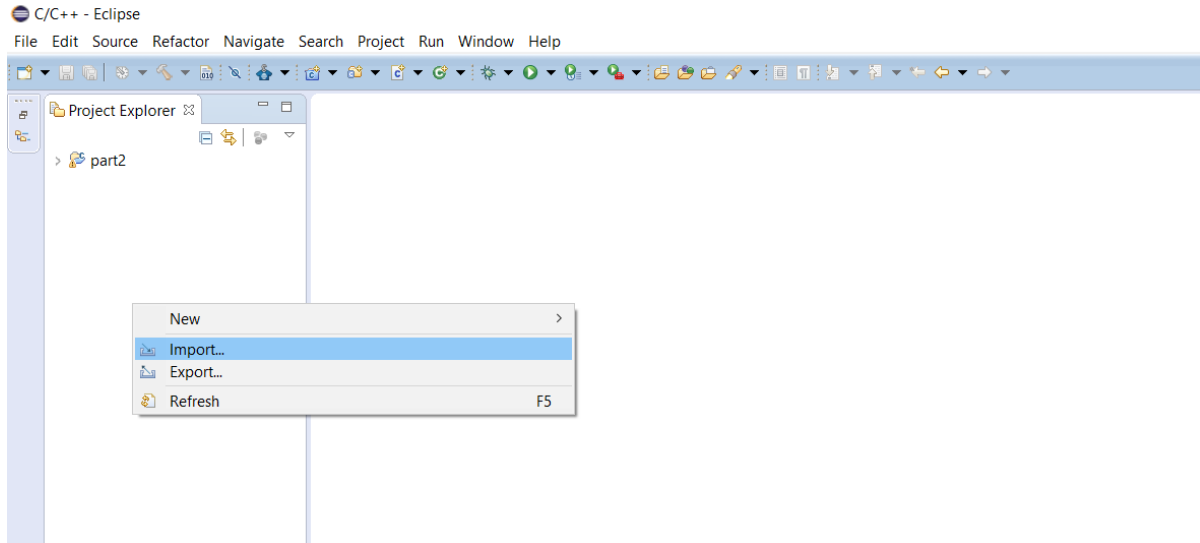 C/C++ - Eclipse
File Edit Source Refactor Navigate Search Project Run Window Help
010
Project Explorer
part2
New
Import...
Export...
Refresh F5